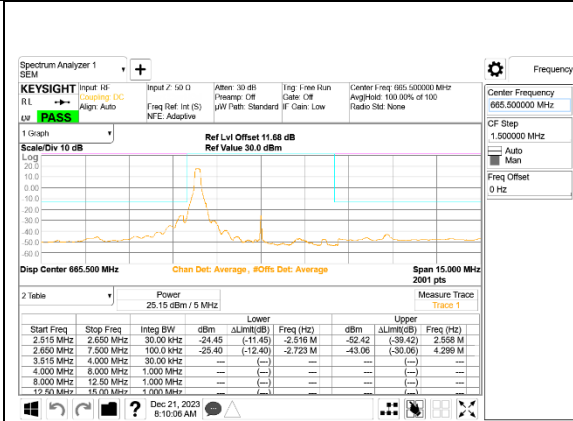 Spectrum Analyzer 1
SEM
+
Frequency
KEYSIGHT Input: RF Input Z: 50 Ω Atten: 30 dB Trig: Free Run Center Freq: 665.500000 MHz
RL Coupling: DC Preamp: Off Gate: Off Avg|Hold: 100.00% of 100
Align: Auto Freq Ref: Int (S) µW Path: Standard IF Gain: Low Radio Std: None
PASS NFE: Adaptive
Center Frequency
665.500000 MHz
CF Step
1.500000 MHz
Auto
Man
Freq Offset
0 Hz
1 Graph
Scale/Div 10 dB
Ref Lvl Offset 11.68 dB
Ref Value 30.0 dBm
Log
20.0
10.0
0.00
-10.0
-20.0
-30.0
-40.0
-50.0
-60.0
Disp Center 665.500 MHz Chan Det: Average , #Offs Det: Average Span 15.000 MHz
2001 pts
2 Table Power Measure Trace
25.15 dBm / 5 MHz Trace 1
Lower Upper
Start Freq Stop Freq Integ BW dBm ΔLimit(dB) Freq (Hz) dBm ΔLimit(dB) Freq (Hz)
2.515 MHz 2.650 MHz 30.00 kHz -24.45 (-11.45) -2.516 M -52.42 (-39.42) 2.558 M
2.650 MHz 7.500 MHz 100.0 kHz -25.40 (-12.40) -2.723 M -43.06 (-30.06) 4.299 M
3.515 MHz 4.000 MHz 30.00 kHz --- (---) --- --- (---) ---
4.000 MHz 8.000 MHz 1.000 MHz --- (---) --- --- (---) ---
8.000 MHz 12.50 MHz 1.000 MHz --- (---) --- --- (---) ---
12.50 MHz 15.00 MHz 1.000 MHz --- (---) --- --- (---) ---
?
Dec 21, 2023
8:10:06 AM